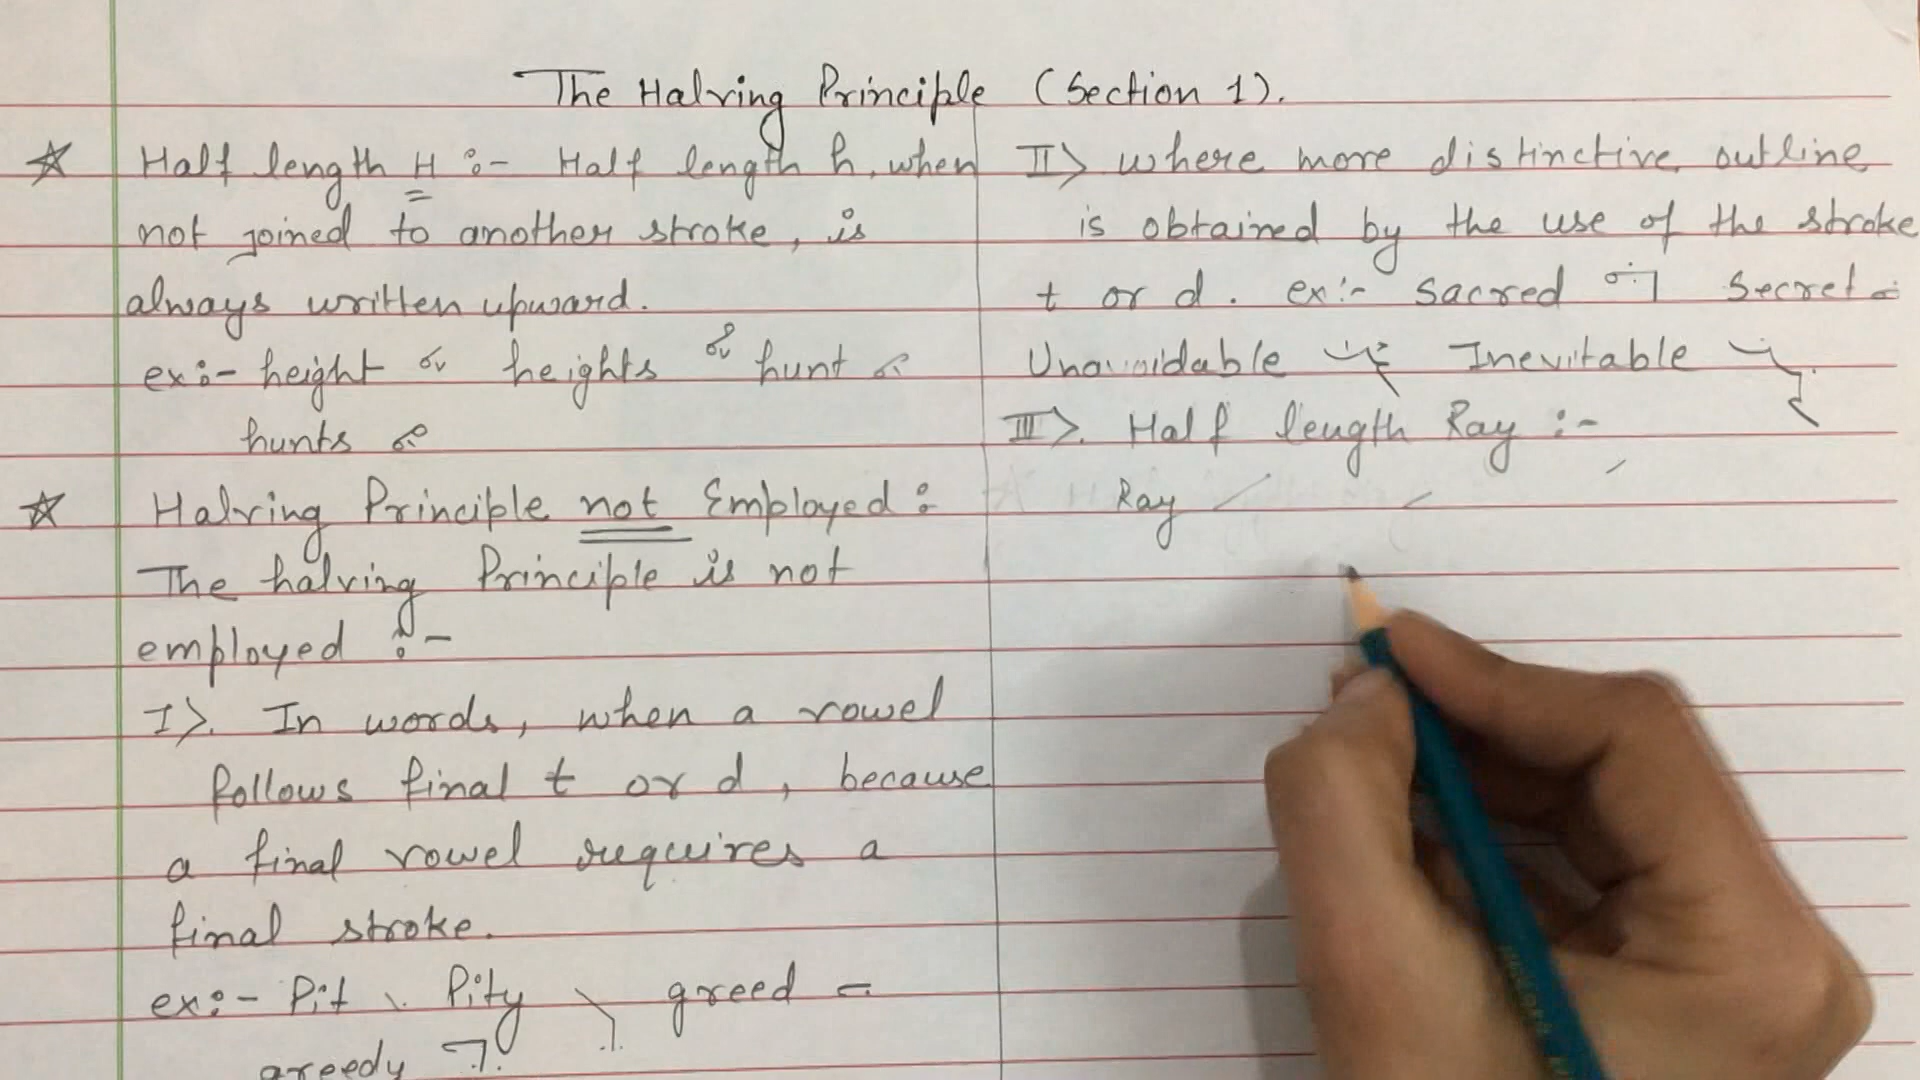 The Halving Principle (Section 1).
☆ Half length H :- Half length h, when
not joined to another stroke, is
always written upward.
ex:- height heights hunt
hunts
☆ Halving Principle not Employed :
The halving Principle is not
employed :-
I>. In words, when a vowel
follows final t or d, because
a final vowel requires a
final stroke.
ex:- Pit Pity greed
greedy
II> where more distinctive outline
is obtained by the use of the stroke
t or d. ex:- Sacred Secret
Unavoidable Inevitable
III>. Half length Ray :-
Ray